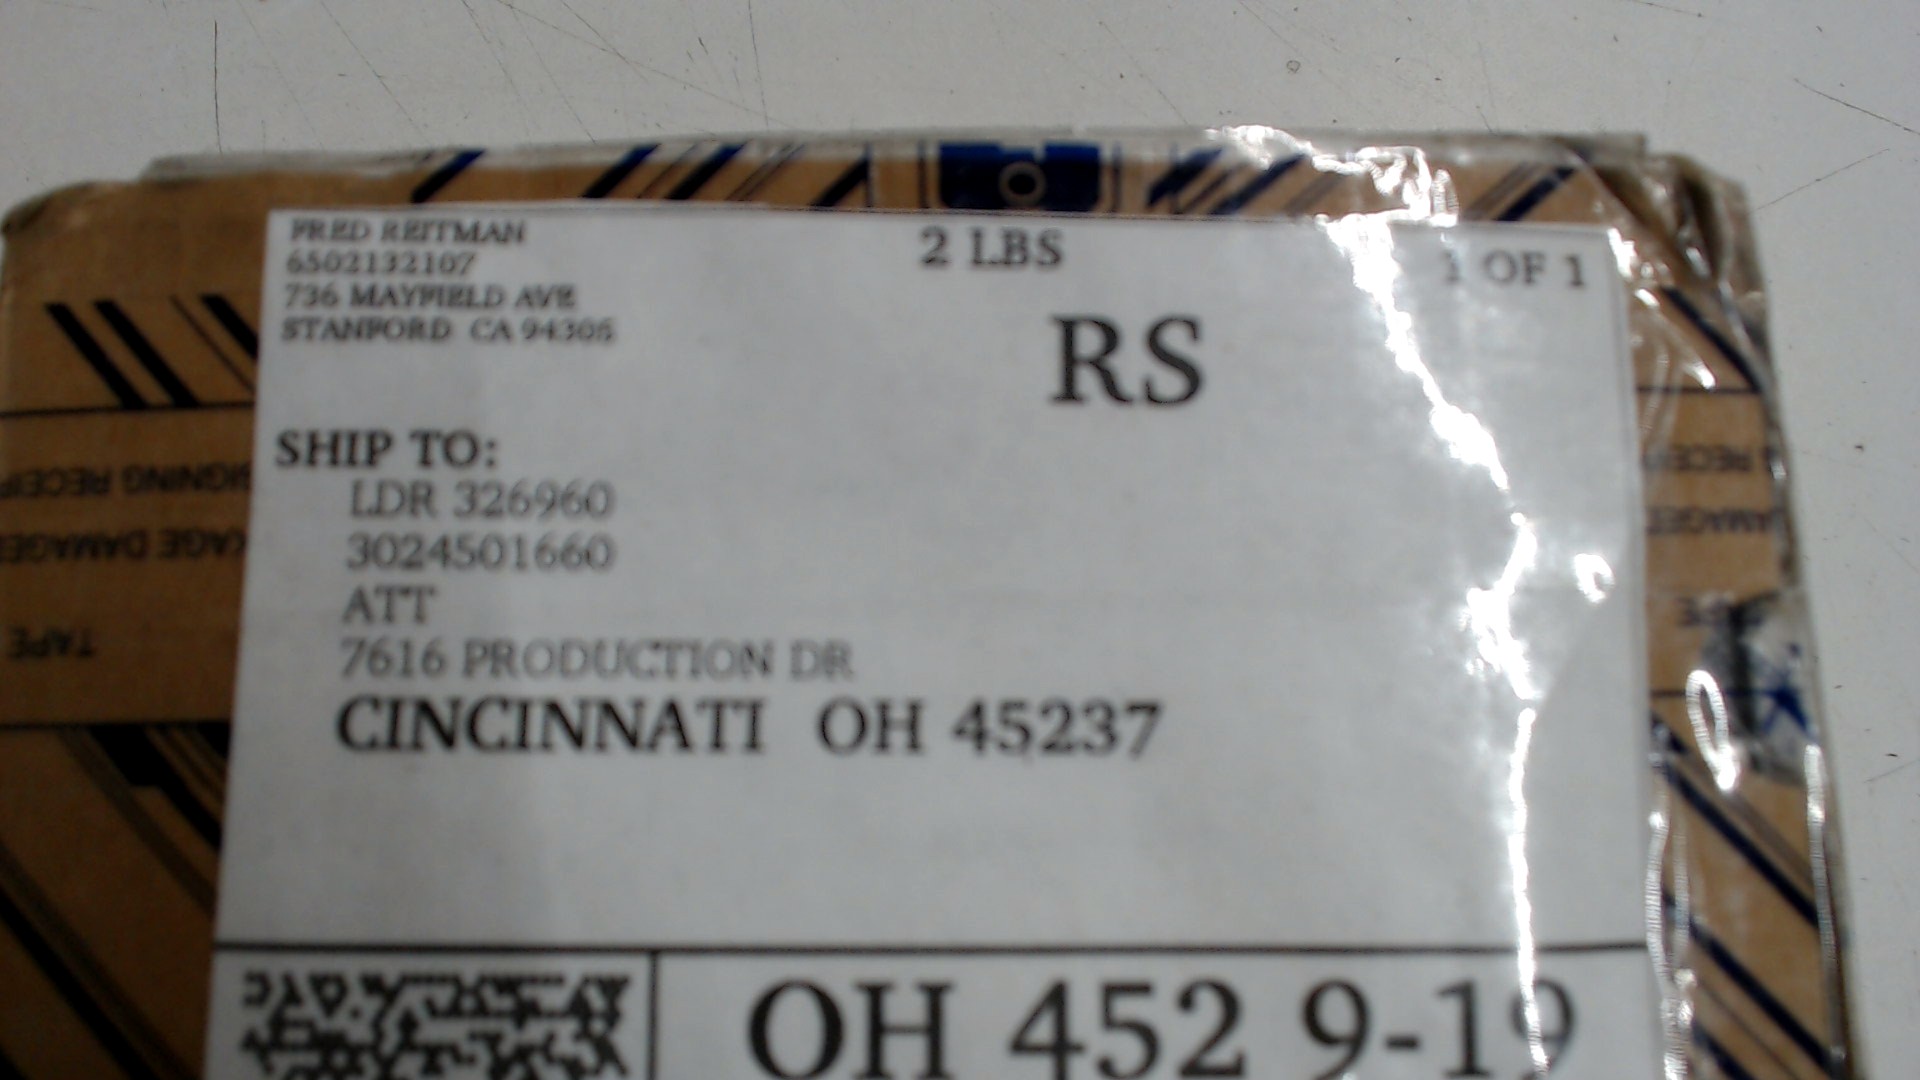 FRED REITMAN
6502132107
736 MAYFIELD AVE
STANFORD CA 94305
2 LBS
1 OF 1
RS
SHIP TO:
LDR 326960
3024501660
ATT
7616 PRODUCTION DR
CINCINNATI OH 45237
OH 452 9-19
TAPE